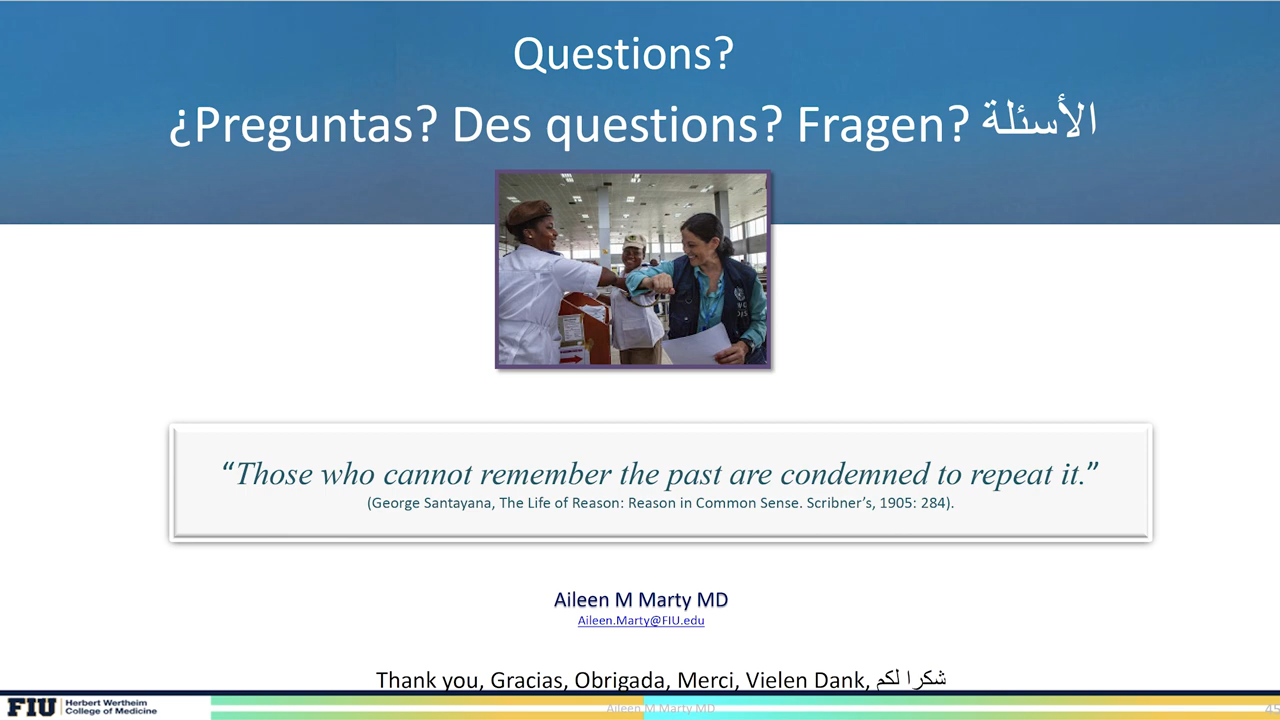 Questions?
¿Preguntas? Des questions? Fragen? الأسئلة
“Those who cannot remember the past are condemned to repeat it.”
(George Santayana, The Life of Reason: Reason in Common Sense. Scribner’s, 1905: 284).
Aileen M Marty MD
Aileen.Marty@FIU.edu
Thank you, Gracias, Obrigada, Merci, Vielen Dank, شكرا لكم
FIU Herbert Wertheim
College of Medicine
Aileen M Marty MD
45